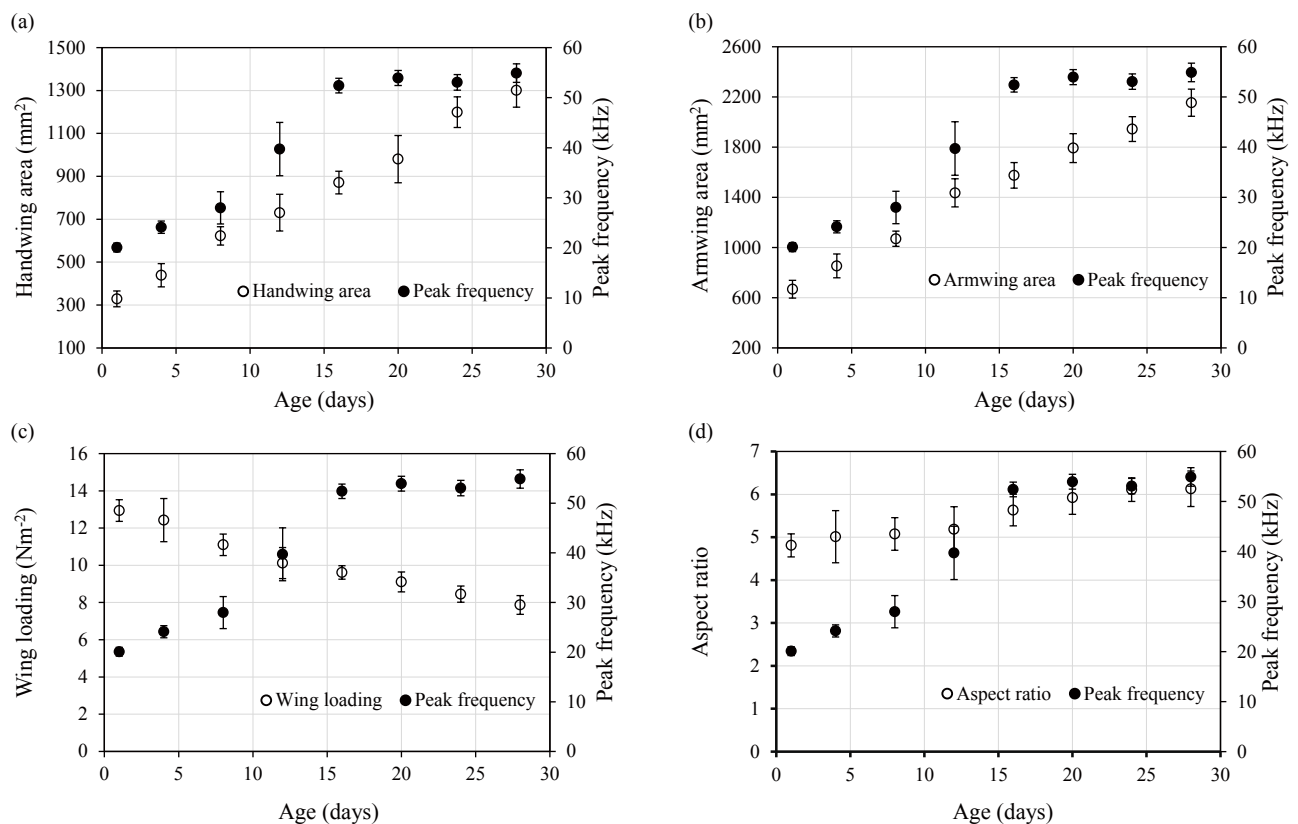 (a)
1500
1300
1100
900
700
500
300
100
Handwing area (mm²)
60
50
40
30
20
10
0
Peak frequency (kHz)
Handwing area Peak frequency
0 5 10 15 20 25 30
Age (days)
(b)
2600
2200
1800
1400
1000
600
200
Armwing area (mm²)
60
50
40
30
20
10
0
Peak frequency (kHz)
Armwing area Peak frequency
0 5 10 15 20 25 30
Age (days)
(c)
16
14
12
10
8
6
4
2
0
Wing loading (Nm⁻²)
60
50
40
30
20
10
0
Peak frequency (kHz)
Wing loading Peak frequency
0 5 10 15 20 25 30
Age (days)
(d)
7
6
5
4
3
2
1
0
Aspect ratio
60
50
40
30
20
10
0
Peak frequency (kHz)
Aspect ratio Peak frequency
0 5 10 15 20 25 30
Age (days)